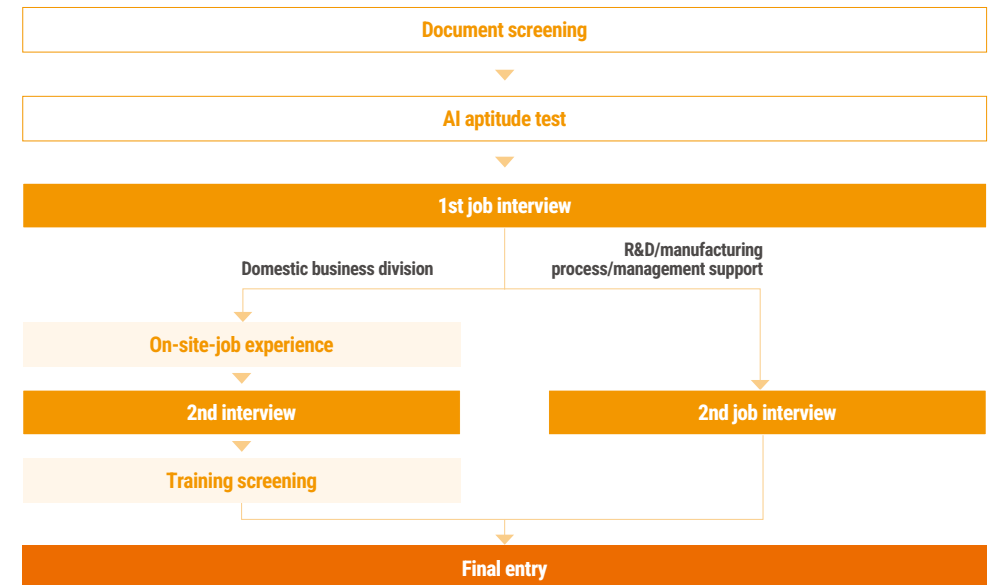 Document screening
AI aptitude test
1st job interview
Domestic business division
R&D/manufacturing
process/management support
On-site-job experience
2nd interview
2nd job interview
Training screening
Final entry